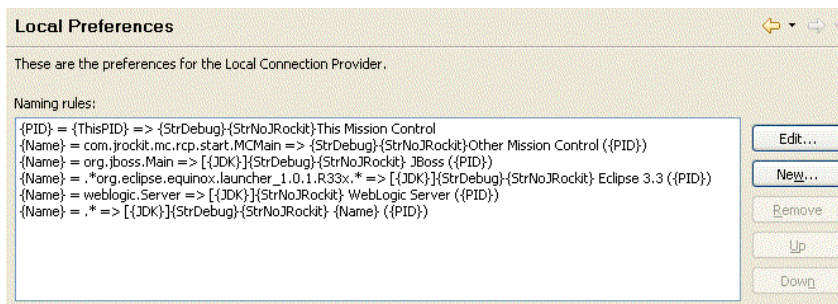 Local Preferences
These are the preferences for the Local Connection Provider.
Naming rules:
{PID} = {ThisPID} => {StrDebug}{StrNoJRockit}This Mission Control
{Name} = com.jrockit.mc.rcp.start.MCMain => {StrDebug}{StrNoJRockit}Other Mission Control ({PID})
{Name} = org.jboss.Main => [{JDK}]{StrDebug}{StrNoJRockit} JBoss ({PID})
{Name} = .*org.eclipse.equinox.launcher_1.0.1.R33x.* => [{JDK}]{StrDebug}{StrNoJRockit} Eclipse 3.3 ({PID})
{Name} = weblogic.Server => [{JDK}]{StrNoJRockit} WebLogic Server ({PID})
{Name} = .* => [{JDK}]{StrDebug}{StrNoJRockit} {Name} ({PID})
Edit...
New...
Remove
Up
Down